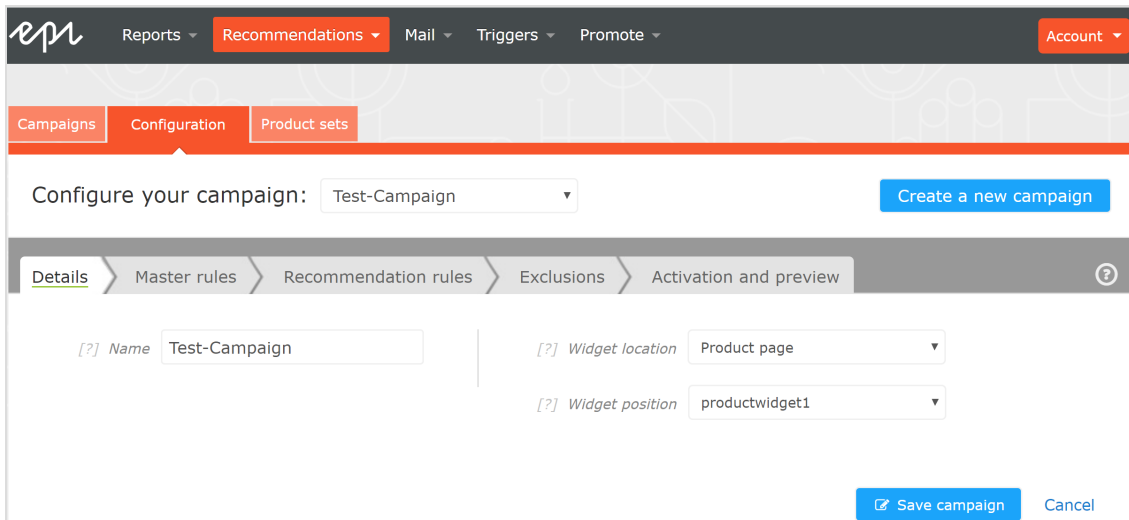 epi Reports Recommendations Mail Triggers Promote Account
Campaigns Configuration Product sets
Configure your campaign: Test-Campaign Create a new campaign
Details Master rules Recommendation rules Exclusions Activation and preview ?
[?] Name Test-Campaign [?] Widget location Product page
[?] Widget position productwidget1
Save campaign Cancel